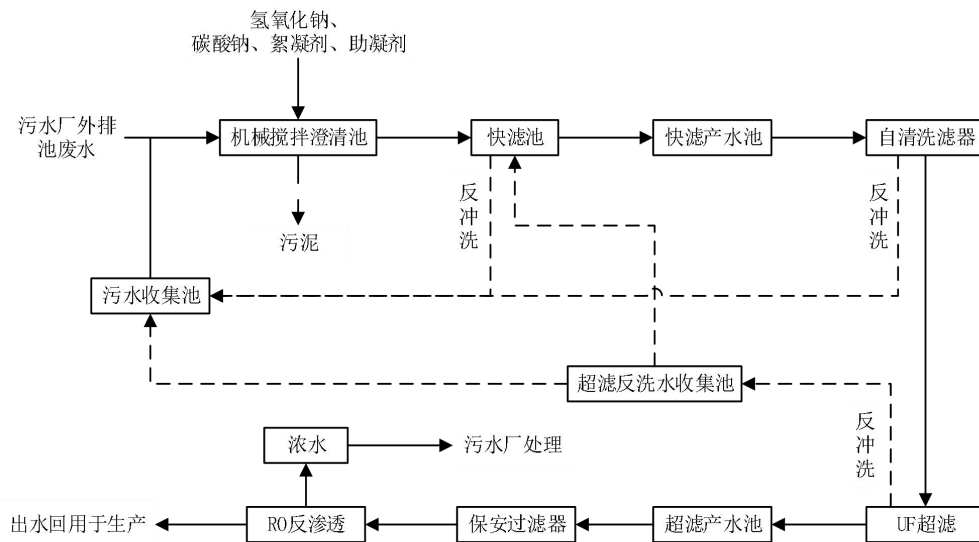 氢氧化钠、
碳酸钠、絮凝剂、助凝剂
污水厂外排
池废水
机械搅拌澄清池
快滤池
快滤产水池
自清洗滤器
反冲洗
反冲洗
污泥
污水收集池
超滤反洗水收集池
浓水
污水厂处理
反冲洗
出水回用于生产
RO反渗透
保安过滤器
超滤产水池
UF超滤